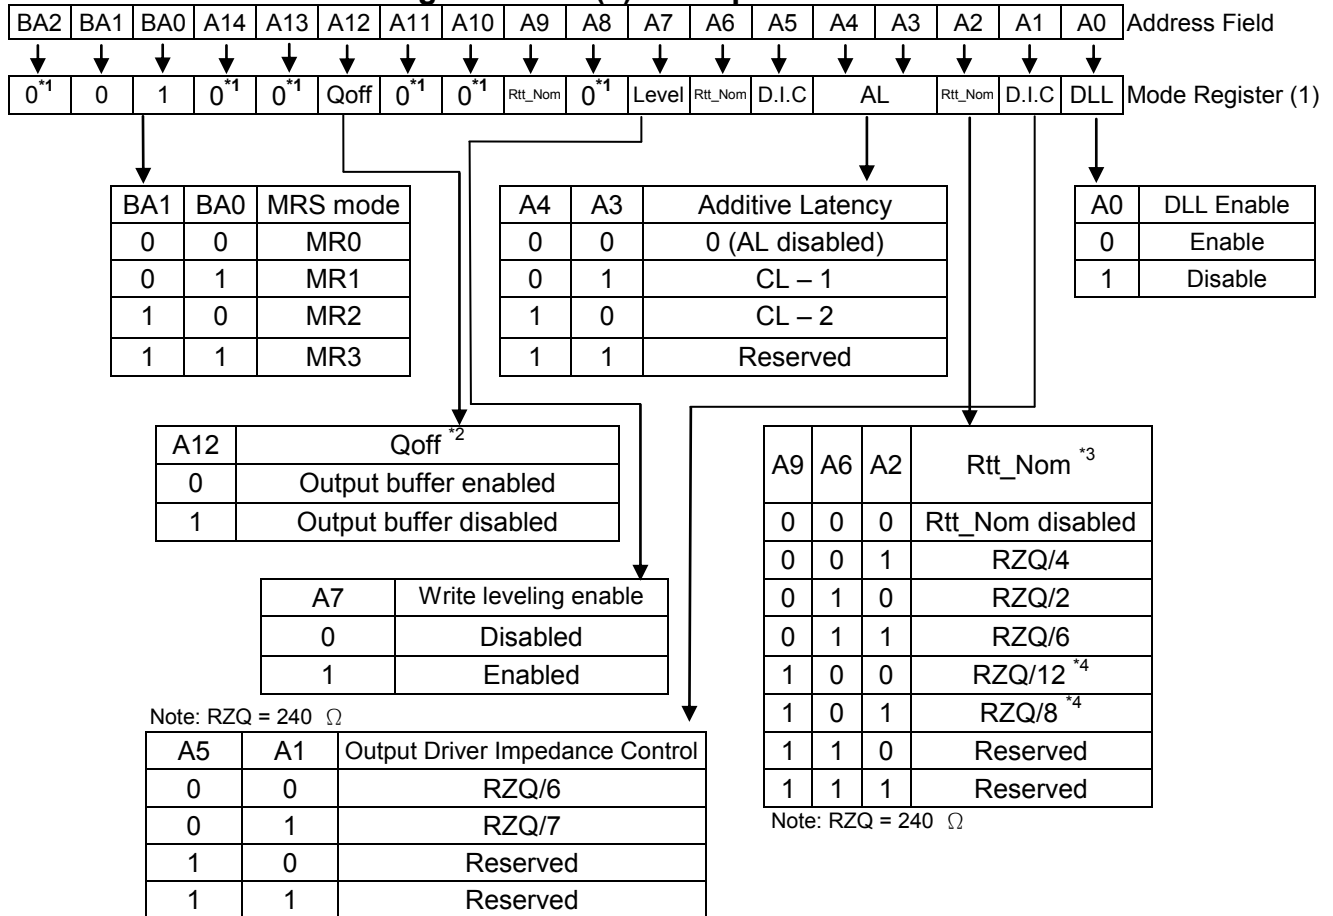 BA2 BA1 BA0 A14 A13 A12 A11 A10 A9 A8 A7 A6 A5 A4 A3 A2 A1 A0 Address Field
0*1 0 1 0*1 0*1 Qoff 0*1 0*1 Rtt_Nom 0*1 Level Rtt_Nom D.I.C AL Rtt_Nom D.I.C DLL Mode Register (1)
BA1 BA0 MRS mode
0 0 MR0
0 1 MR1
1 0 MR2
1 1 MR3
A4 A3 Additive Latency
0 0 0 (AL disabled)
0 1 CL – 1
1 0 CL – 2
1 1 Reserved
A0 DLL Enable
0 Enable
1 Disable
A12 Qoff *2
0 Output buffer enabled
1 Output buffer disabled
A7 Write leveling enable
0 Disabled
1 Enabled
Note: RZQ = 240 Ω
A5 A1 Output Driver Impedance Control
0 0 RZQ/6
0 1 RZQ/7
1 0 Reserved
1 1 Reserved
A9 A6 A2 Rtt_Nom *3
0 0 0 Rtt_Nom disabled
0 0 1 RZQ/4
0 1 0 RZQ/2
0 1 1 RZQ/6
1 0 0 RZQ/12 *4
1 0 1 RZQ/8 *4
1 1 0 Reserved
1 1 1 Reserved
Note: RZQ = 240 Ω